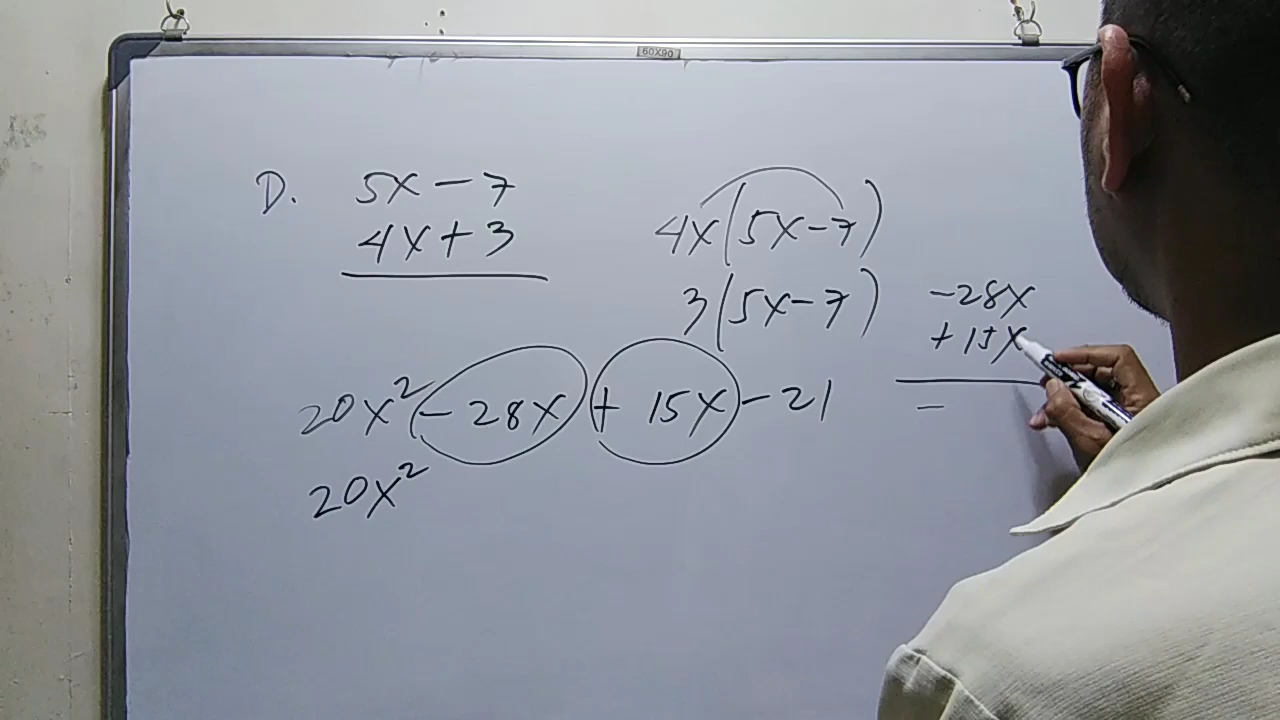 60X90
D. 5x - 7
4x + 3
4x(5x - 7)
3(5x - 7)
-28x
+ 15x
-
20x² - 28x + 15x - 21
20x²